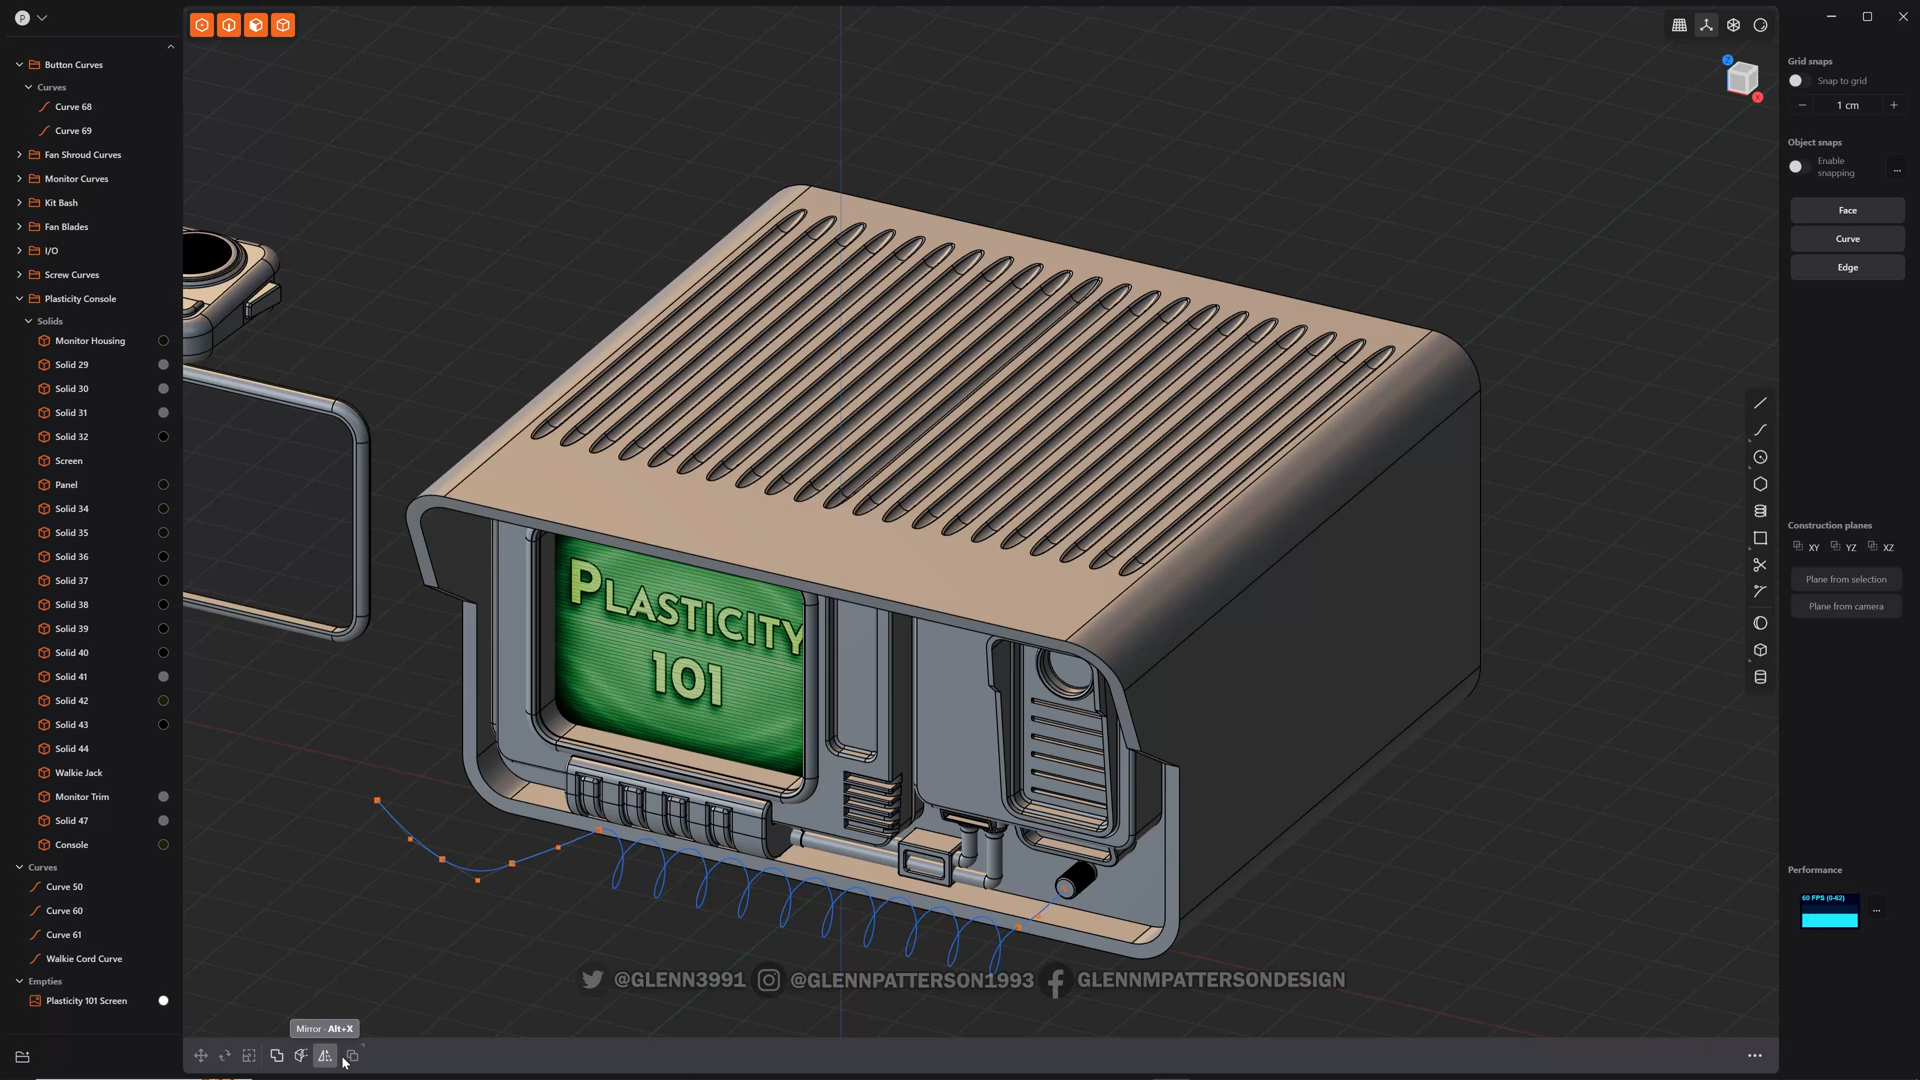 P
Button Curves
Curves
Curve 68
Curve 69
Fan Shroud Curves
Monitor Curves
Kit Bash
Fan Blades
I/O
Screw Curves
Plasticity Console
Solids
Monitor Housing
Solid 29
Solid 30
Solid 31
Solid 32
Screen
Panel
Solid 34
Solid 35
Solid 36
Solid 37
Solid 38
Solid 39
Solid 40
Solid 41
Solid 42
Solid 43
Solid 44
Walkie Jack
Monitor Trim
Solid 47
Console
Curves
Curve 50
Curve 60
Curve 61
Walkie Cord Curve
Empties
Plasticity 101 Screen
PLASTICITY
101
@GLENN3991 @GLENNPATTERSON1993 GLENNMPATTERSONDESIGN
Mirror - Alt+X
Z
X
Grid snaps
Snap to grid
1 cm
Object snaps
Enable
snapping
...
Face
Curve
Edge
Construction planes
XY YZ XZ
Plane from selection
Plane from camera
Performance
60 FPS (0-62)
...